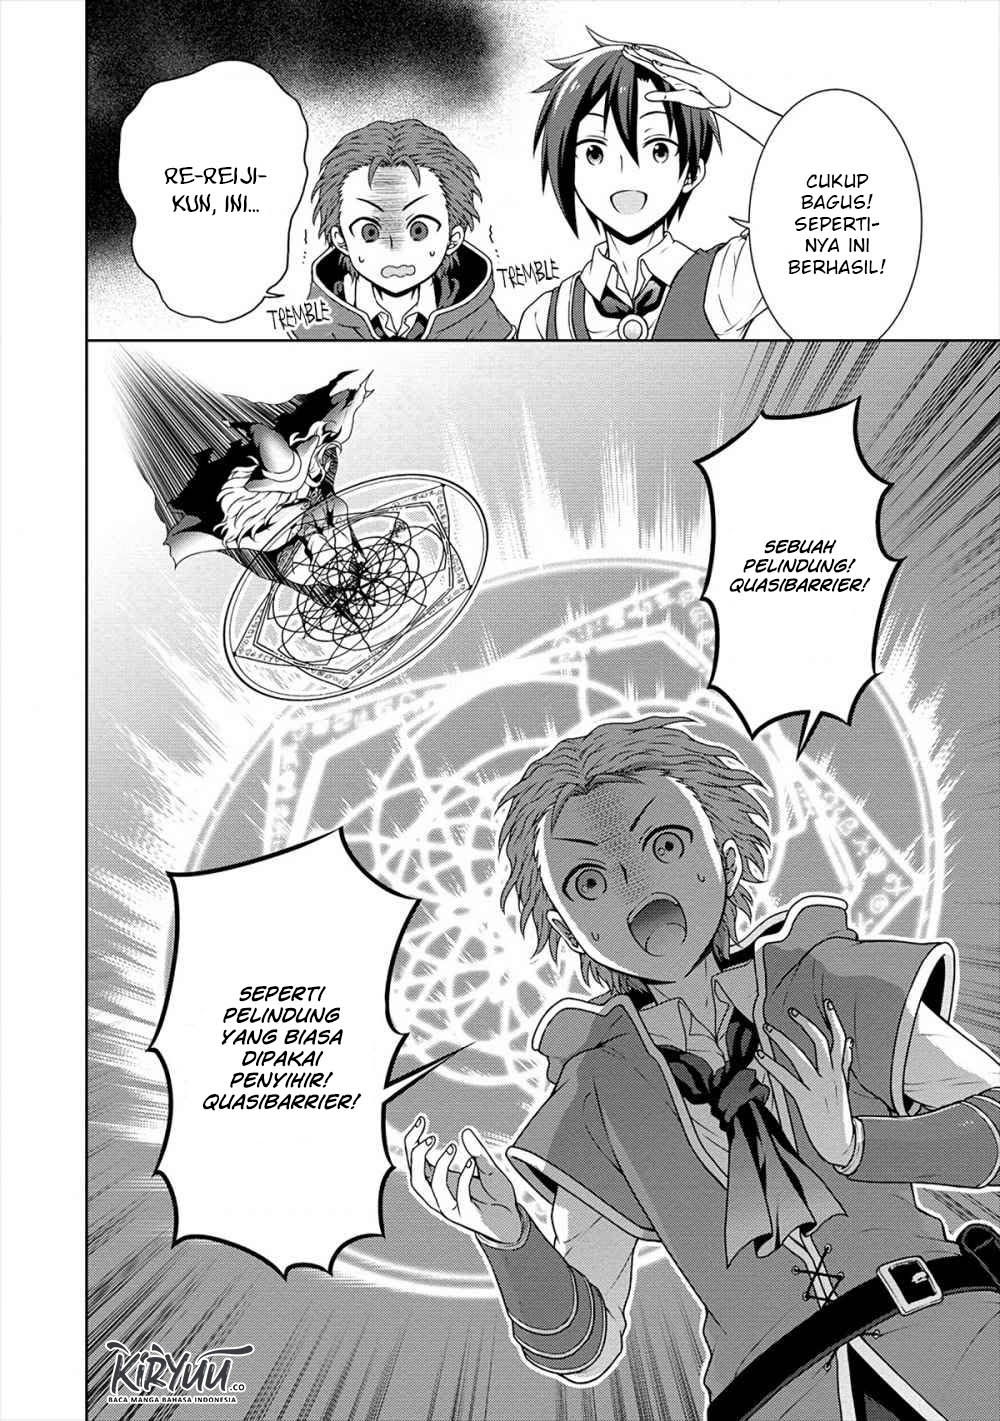 CUKUP
BAGUS!
SEPERTI-
NYA INI
BERHASIL!
RE-REIJI-
KUN, INI...
TREMBLE
TREMBLE
SEBUAH
PELINDUNG!
QUASIBARRIER!
SEPERTI
PELINDUNG
YANG BIASA
DIPAKAI
PENYIHIR!
QUASIBARRIER!
KIRYUU.CO
BACA MANGA BAHASA INDONESIA